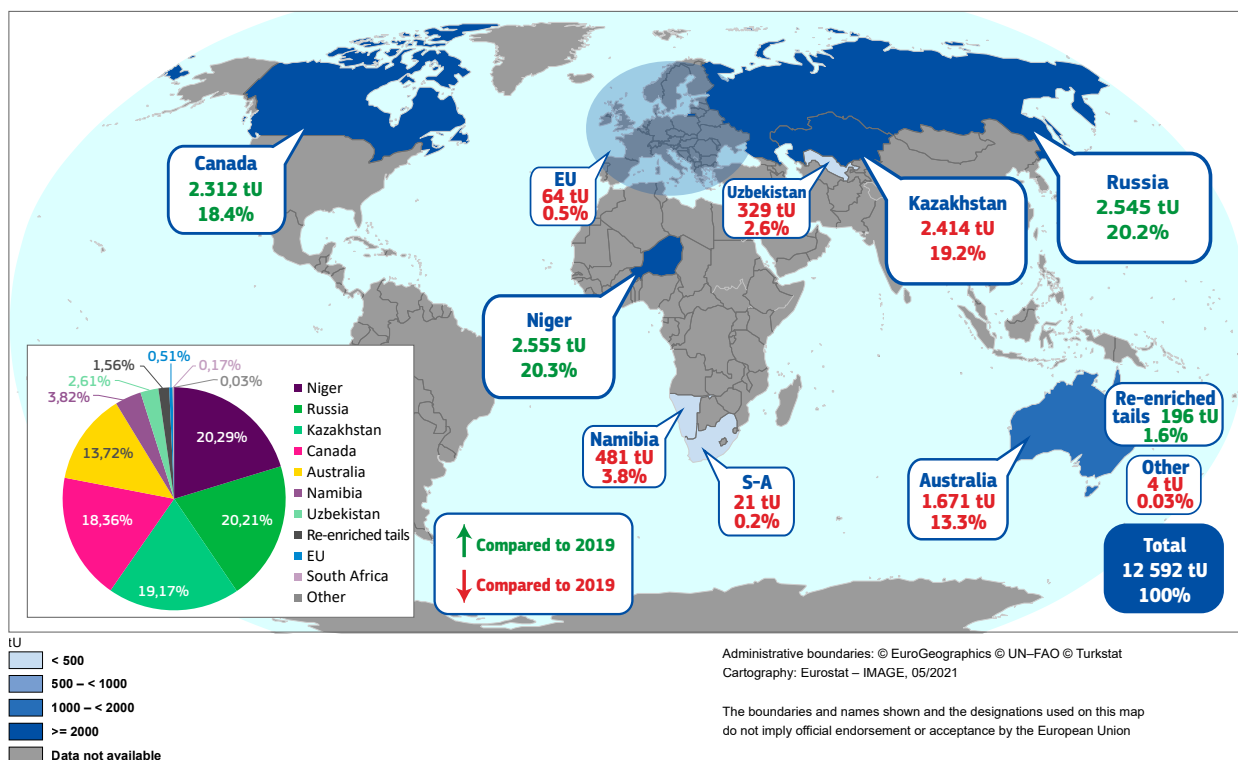 Canada
2.312 tU
18.4%
EU
64 tU
0.5%
Uzbekistan
329 tU
2.6%
Kazakhstan
2.414 tU
19.2%
Russia
2.545 tU
20.2%
Niger
2.555 tU
20.3%
Namibia
481 tU
3.8%
S-A
21 tU
0.2%
Australia
1.671 tU
13.3%
Re-enriched
tails 196 tU
1.6%
Other
4 tU
0.03%
Total
12 592 tU
100%
Compared to 2019
Compared to 2019
0,51%
1,56%
0,17%
2,61%
0,03%
3,82%
20,29%
13,72%
18,36%
20,21%
19,17%
Niger
Russia
Kazakhstan
Canada
Australia
Namibia
Uzbekistan
Re-enriched tails
EU
South Africa
Other
tU
< 500
500 – < 1000
1000 – < 2000
>= 2000
Data not available
Administrative boundaries: © EuroGeographics © UN–FAO © Turkstat
Cartography: Eurostat – IMAGE, 05/2021
The boundaries and names shown and the designations used on this map
do not imply official endorsement or acceptance by the European Union